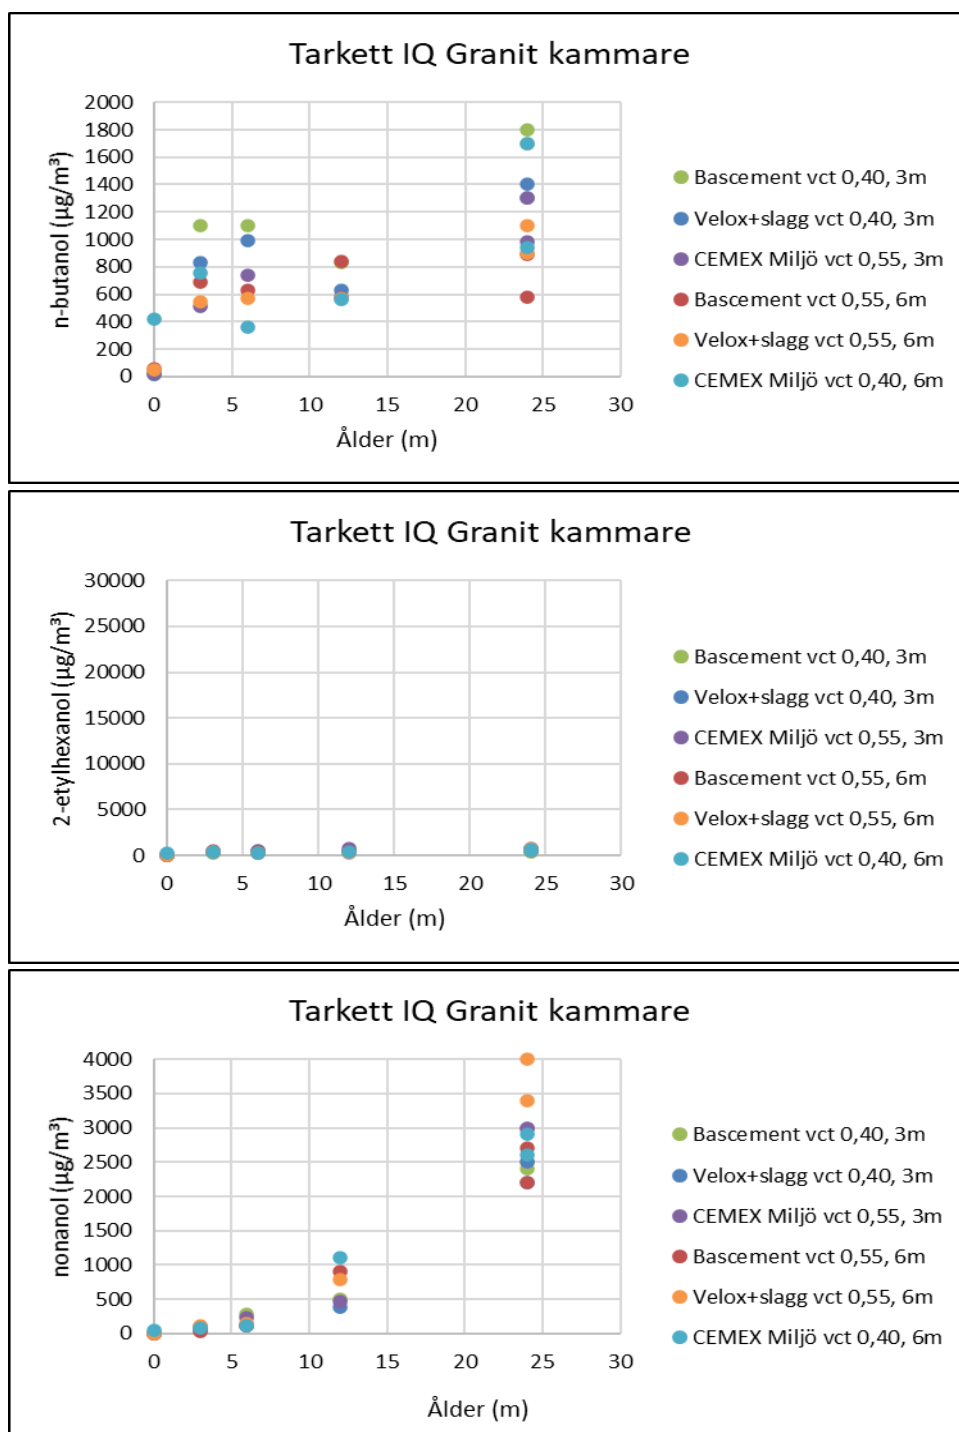 Tarkett IQ Granit kammare
n-butanol (µg/m³)
2000
1800
1600
1400
1200
1000
800
600
400
200
0
0 5 10 15 20 25 30
Ålder (m)
Bascement vct 0,40, 3m
Velox+slagg vct 0,40, 3m
CEMEX Miljö vct 0,55, 3m
Bascement vct 0,55, 6m
Velox+slagg vct 0,55, 6m
CEMEX Miljö vct 0,40, 6m
Tarkett IQ Granit kammare
2-etylhexanol (µg/m³)
30000
25000
20000
15000
10000
5000
0
0 5 10 15 20 25 30
Ålder (m)
Bascement vct 0,40, 3m
Velox+slagg vct 0,40, 3m
CEMEX Miljö vct 0,55, 3m
Bascement vct 0,55, 6m
Velox+slagg vct 0,55, 6m
CEMEX Miljö vct 0,40, 6m
Tarkett IQ Granit kammare
nonanol (µg/m³)
4000
3500
3000
2500
2000
1500
1000
500
0
0 5 10 15 20 25 30
Ålder (m)
Bascement vct 0,40, 3m
Velox+slagg vct 0,40, 3m
CEMEX Miljö vct 0,55, 3m
Bascement vct 0,55, 6m
Velox+slagg vct 0,55, 6m
CEMEX Miljö vct 0,40, 6m